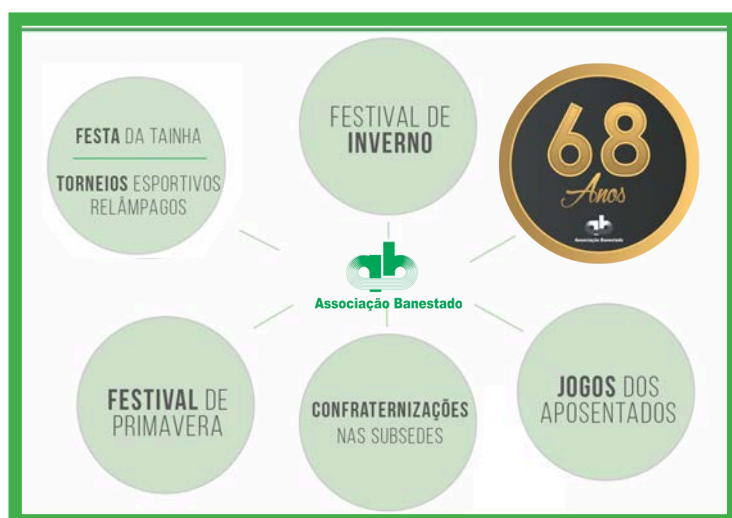 FESTA DA TAINHA
TORNEIOS ESPORTIVOS
RELÂMPAGOS
FESTIVAL DE
INVERNO
68
Anos
Associação Banestado
Associação Banestado
FESTIVAL DE
PRIMAVERA
CONFRATERNIZAÇÕES
NAS SUBSEDES
JOGOS DOS
APOSENTADOS